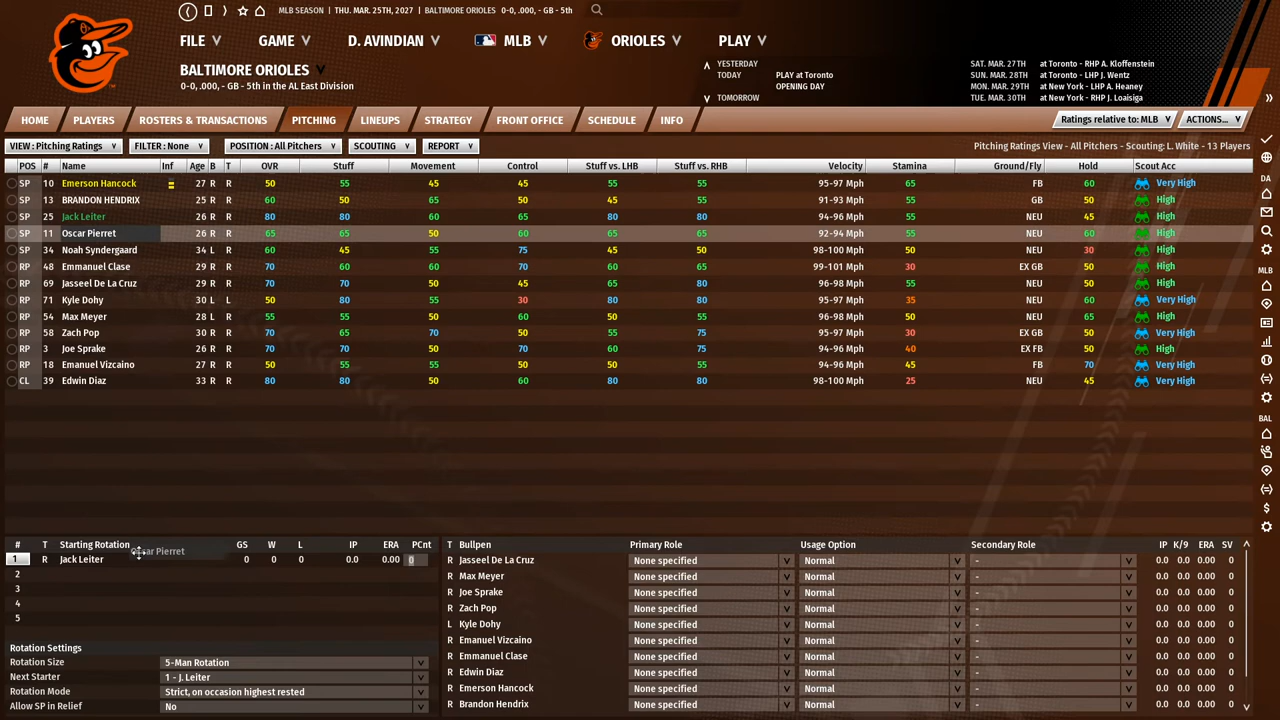 MLB SEASON | THU. MAR. 25TH, 2027 | BALTIMORE ORIOLES 0-0, .000, - GB - 5th
FILE GAME D. AVINDIAN MLB ORIOLES PLAY
BALTIMORE ORIOLES
0-0, .000, - GB - 5th in the AL East Division
YESTERDAY
TODAY PLAY at Toronto
OPENING DAY
TOMORROW
SAT. MAR. 27TH at Toronto - RHP A. Kloffenstein
SUN. MAR. 28TH at Toronto - LHP J. Wentz
MON. MAR. 29TH at New York - LHP A. Heaney
TUE. MAR. 30TH at New York - RHP J. Loaisiga
HOME PLAYERS ROSTERS & TRANSACTIONS PITCHING LINEUPS STRATEGY FRONT OFFICE SCHEDULE INFO Ratings relative to: MLB ACTIONS...
VIEW : Pitching Ratings FILTER : None POSITION : All Pitchers SCOUTING REPORT Pitching Ratings View - All Pitchers - Scouting: L. White - 13 Players
POS # Name Inf Age B T OVR Stuff Movement Control Stuff vs. LHB Stuff vs. RHB Velocity Stamina Ground/Fly Hold Scout Acc
SP 10 Emerson Hancock 27 R R 50 55 45 45 55 55 95-97 Mph 65 FB 60 Very High
SP 13 BRANDON HENDRIX 25 R R 60 50 65 50 45 55 91-93 Mph 55 GB 50 High
SP 25 Jack Leiter 26 R R 80 80 60 65 80 80 94-96 Mph 55 NEU 45 High
SP 11 Oscar Pierret 26 R R 65 65 50 60 65 65 92-94 Mph 55 NEU 60 High
SP 34 Noah Syndergaard 34 L R 60 45 55 75 45 50 98-100 Mph 50 NEU 30 High
RP 48 Emmanuel Clase 29 R R 70 60 60 70 60 65 99-101 Mph 30 EX GB 50 High
RP 69 Jasseel De La Cruz 29 R R 70 70 50 45 65 80 96-98 Mph 55 NEU 50 High
RP 71 Kyle Dohy 30 L L 50 80 55 30 80 80 95-97 Mph 35 NEU 60 Very High
RP 54 Max Meyer 28 L R 55 55 50 60 50 55 96-98 Mph 50 NEU 65 High
RP 58 Zach Pop 30 R R 70 65 70 50 55 75 95-97 Mph 30 EX GB 50 Very High
RP 3 Joe Sprake 26 R R 70 70 50 70 60 75 94-96 Mph 40 EX FB 50 High
RP 18 Emanuel Vizcaino 27 R R 50 55 55 50 50 55 94-96 Mph 45 FB 70 Very High
CL 39 Edwin Diaz 33 R R 80 80 50 60 80 80 98-100 Mph 25 NEU 45 Very High
# T Starting Rotation GS W L IP ERA PCnt
Pierret
1 R Jack Leiter 0 0 0 0.0 0.00 0
2
3
4
5
Rotation Settings
Rotation Size 5-Man Rotation
Next Starter 1 - J. Leiter
Rotation Mode Strict, on occasion highest rested
Allow SP in Relief No
T Bullpen Primary Role Usage Option Secondary Role IP K/9 ERA SV
R Jasseel De La Cruz None specified Normal - 0.0 0.0 0.00 0
R Max Meyer None specified Normal - 0.0 0.0 0.00 0
R Joe Sprake None specified Normal - 0.0 0.0 0.00 0
R Zach Pop None specified Normal - 0.0 0.0 0.00 0
L Kyle Dohy None specified Normal - 0.0 0.0 0.00 0
R Emanuel Vizcaino None specified Normal - 0.0 0.0 0.00 0
R Emmanuel Clase None specified Normal - 0.0 0.0 0.00 0
R Edwin Diaz None specified Normal - 0.0 0.0 0.00 0
R Emerson Hancock None specified Normal - 0.0 0.0 0.00 0
R Brandon Hendrix None specified Normal - 0.0 0.0 0.00 0
DA
MLB
BAL